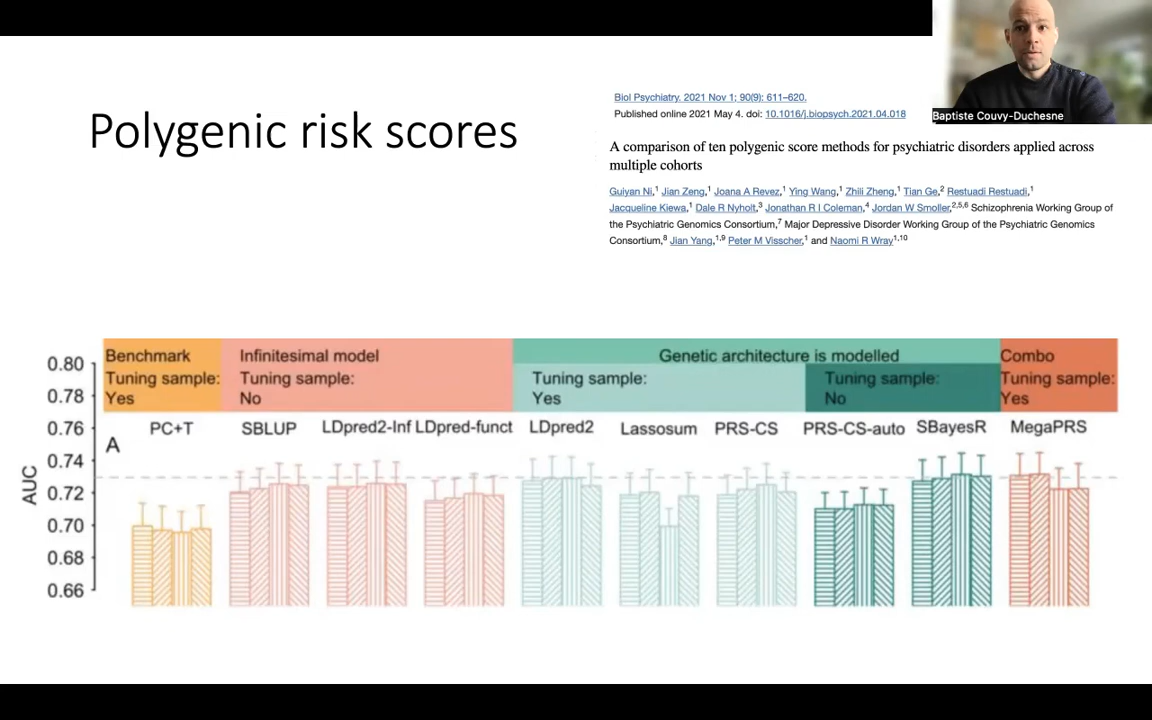 Polygenic risk scores
Biol Psychiatry. 2021 Nov 1; 90(9): 611–620.
Published online 2021 May 4. doi: 10.1016/j.biopsych.2021.04.018
A comparison of ten polygenic score methods for psychiatric disorders applied across
multiple cohorts
Guiyan Ni,1 Jian Zeng,1 Joana A Revez,1 Ying Wang,1 Zhili Zheng,1 Tian Ge,2 Restuadi Restuadi,1
Jacqueline Kiewa,1 Dale R Nyholt,3 Jonathan R I Coleman,4 Jordan W Smoller,2,5,6 Schizophrenia Working Group of
the Psychiatric Genomics Consortium,7 Major Depressive Disorder Working Group of the Psychiatric Genomics
Consortium,8 Jian Yang,1,9 Peter M Visscher,1 and Naomi R Wray1,10
Baptiste Couvy-Duchesne
Benchmark
Tuning sample:
Yes
Infinitesimal model
Tuning sample:
No
Genetic architecture is modelled
Tuning sample:
Yes
Tuning sample:
No
Combo
Tuning sample:
Yes
PC+T SBLUP LDpred2-Inf LDpred-funct LDpred2 Lassosum PRS-CS PRS-CS-auto SBayesR MegaPRS
A
AUC
0.80
0.78
0.76
0.74
0.72
0.70
0.68
0.66